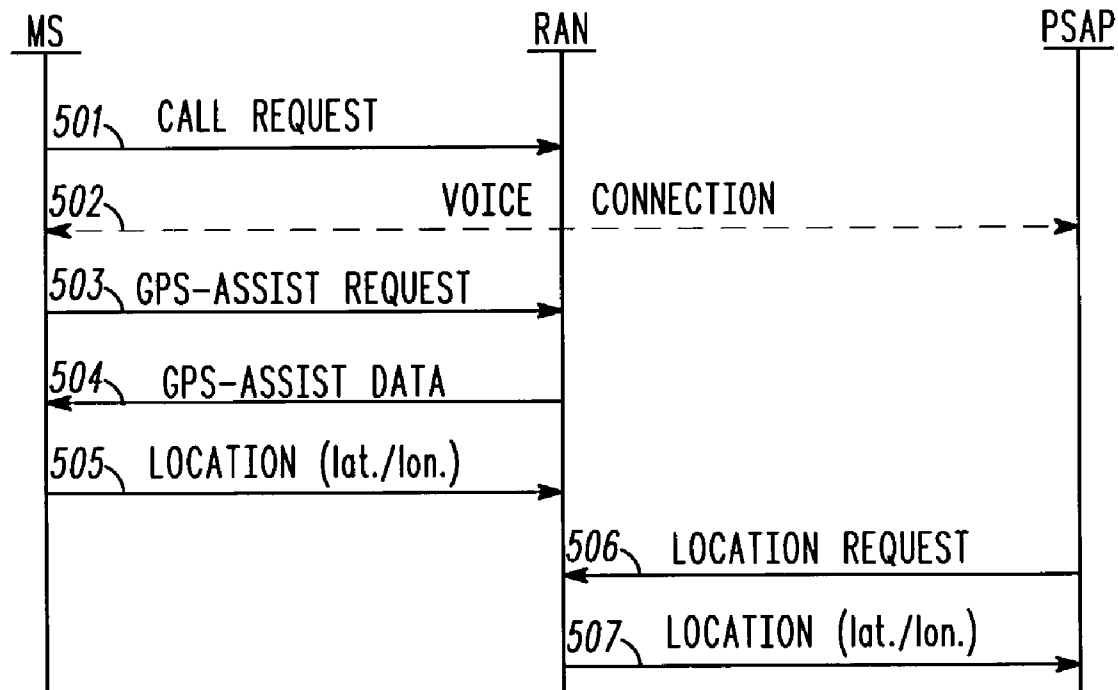 MS RAN PSAP
501 CALL REQUEST
502 VOICE CONNECTION
503 GPS-ASSIST REQUEST
504 GPS-ASSIST DATA
505 LOCATION (lat./lon.)
506 LOCATION REQUEST
507 LOCATION (lat./lon.)